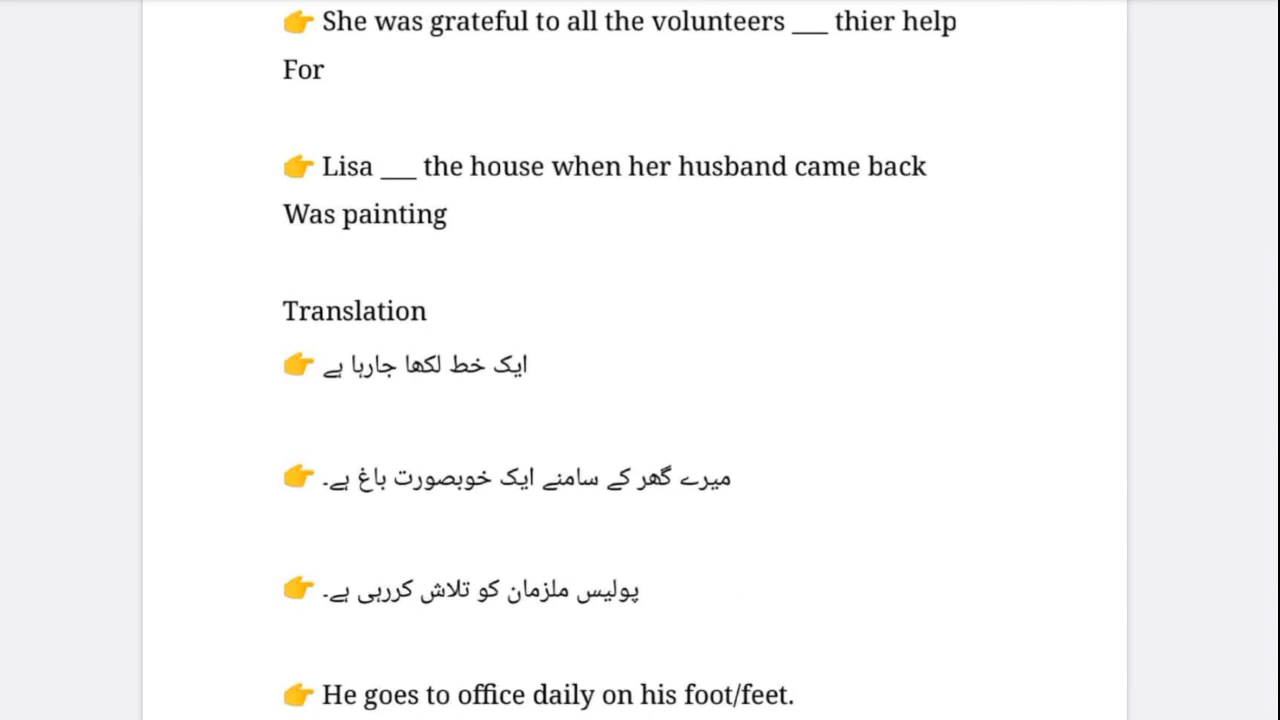 👉 She was grateful to all the volunteers ___ thier help
For
👉 Lisa ___ the house when her husband came back
Was painting
Translation
👉 ایک خط لکھا جارہا ہے
👉 میرے گھر کے سامنے ایک خوبصورت باغ ہے۔
👉 پولیس ملزمان کو تلاش کررہی ہے۔
👉 He goes to office daily on his foot/feet.